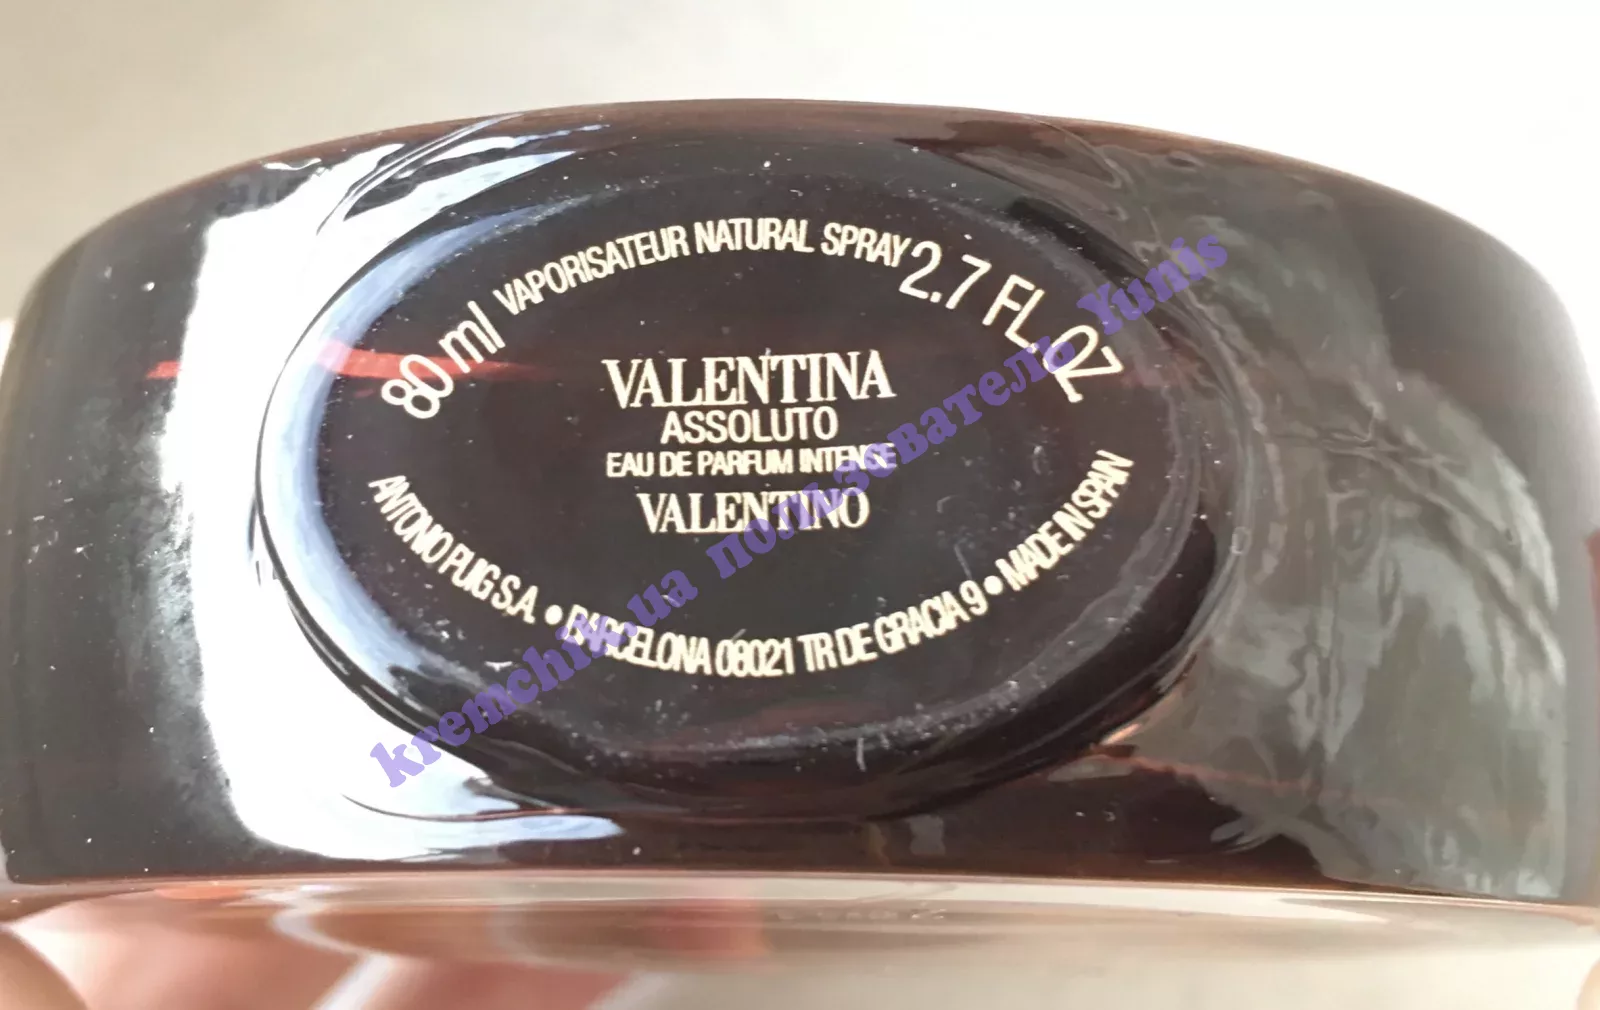 80 ml VAPORISATEUR NATURAL SPRAY 2.7 FL.OZ
VALENTINA
ASSOLUTO
EAU DE PARFUM INTENSE
VALENTINO
ANTONIO PUIG S.A. • BARCELONA 08021 TR DE GRACIA 9 • MADE IN SPAIN
kremchik.ua пользователь Yunis